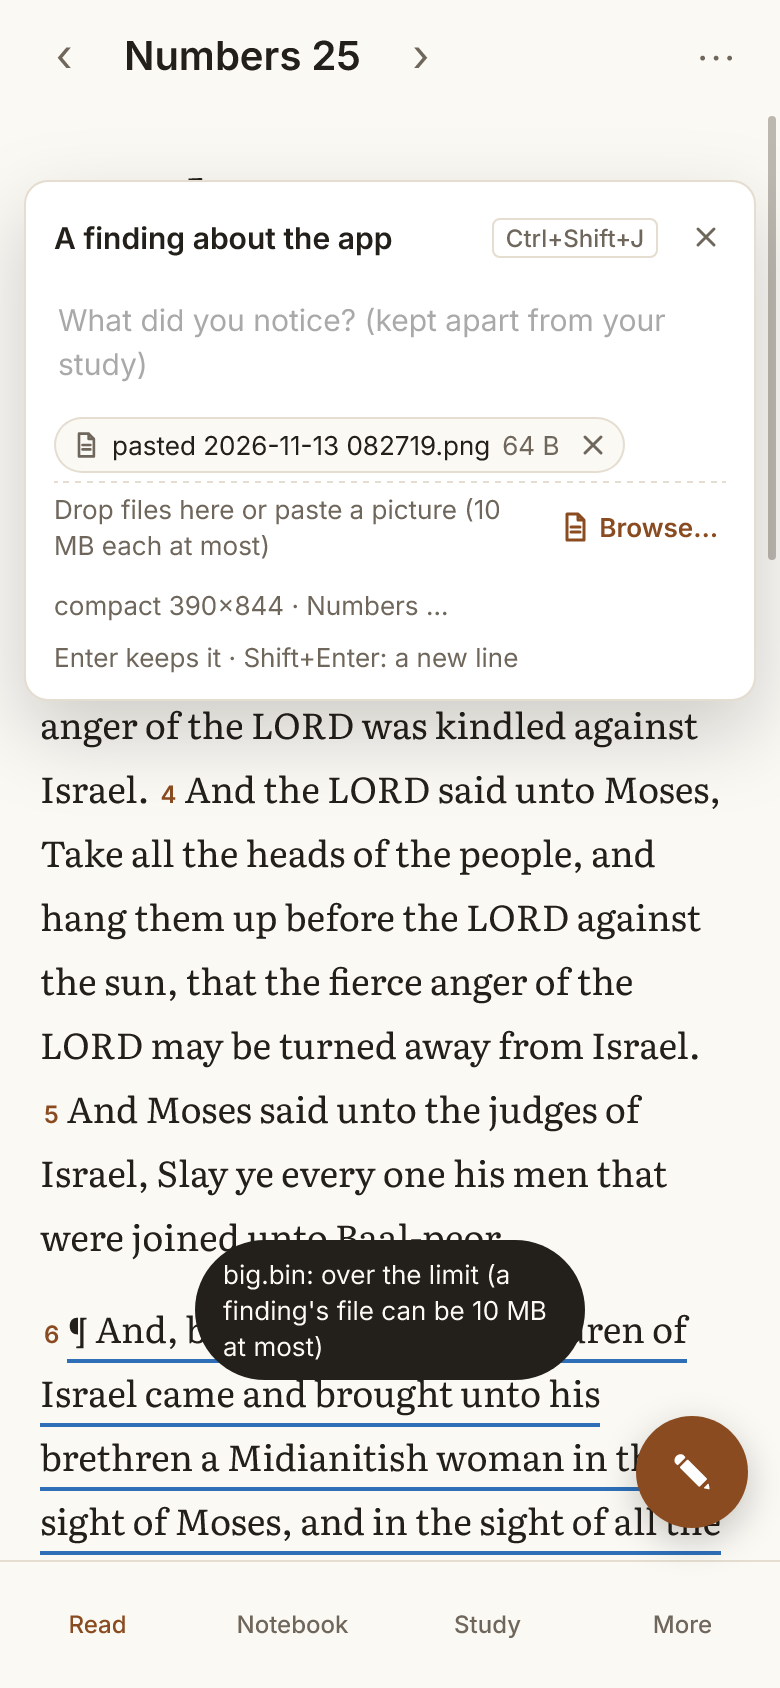 Numbers 25
A finding about the app
Ctrl+Shift+J
What did you notice? (kept apart from your
study)
pasted 2026-11-13 082719.png 64 B
Drop files here or paste a picture (10
MB each at most)
Browse...
compact 390×844 · Numbers ...
Enter keeps it · Shift+Enter: a new line
anger of the LORD was kindled against
Israel. 4 And the LORD said unto Moses,
Take all the heads of the people, and
hang them up before the LORD against
the sun, that the fierce anger of the
LORD may be turned away from Israel.
5 And Moses said unto the judges of
Israel, Slay ye every one his men that
were joined unto Baal-peor.
big.bin: over the limit (a
finding's file can be 10 MB
at most)
6 ¶ And, of
Israel came and brought unto his
brethren a Midianitish woman in
sight of Moses, and in the sight of all the
Read
Notebook
Study
More